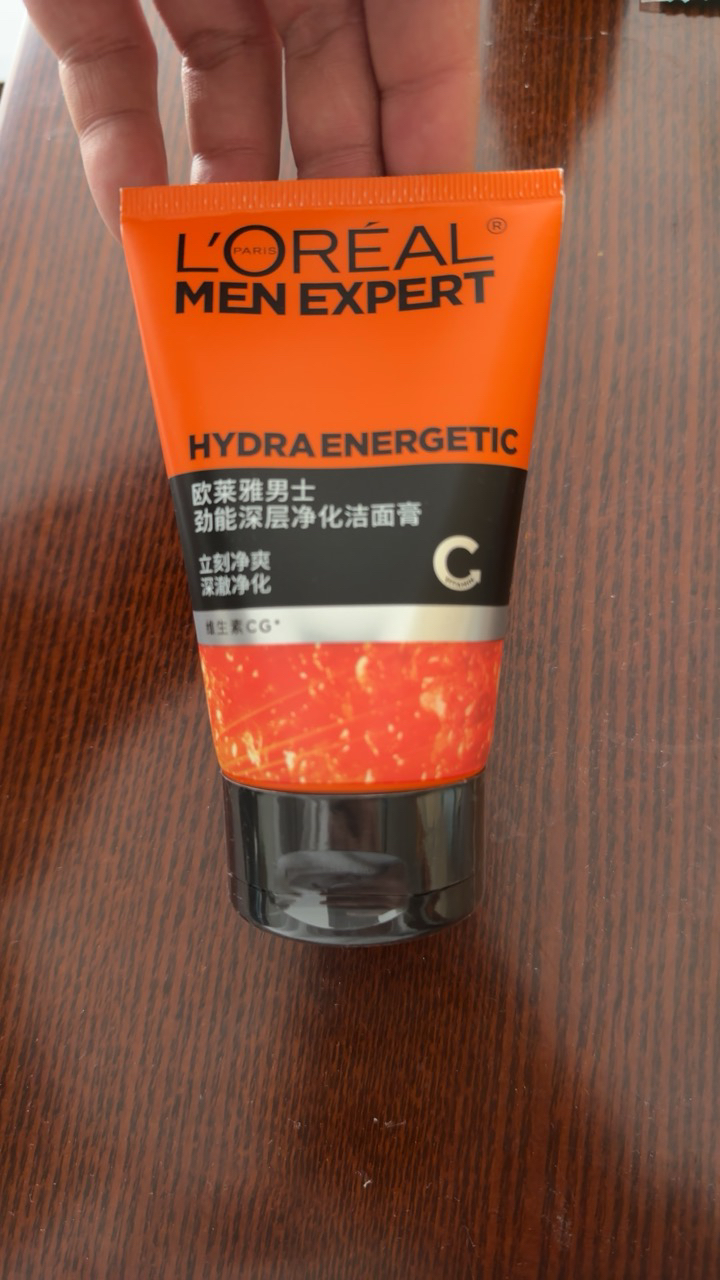 L'ORÉAL
PARIS
®
MEN EXPERT
HYDRA ENERGETIC
欧莱雅男士
劲能深层净化洁面膏
立刻净爽
深澈净化
维生素CG*